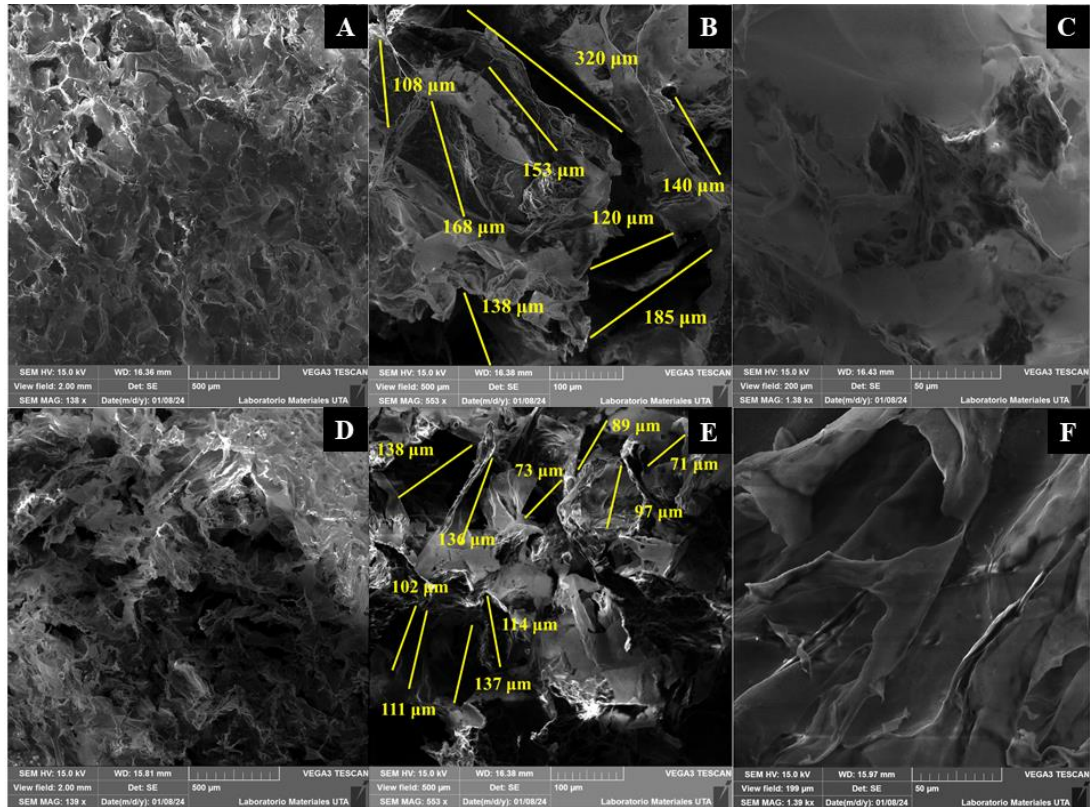 A
SEM HV: 15.0 kV WD: 16.36 mm VEGA3 TESCAN
View field: 2.00 mm Det: SE 500 µm
SEM MAG: 138 x Date(m/d/y): 01/08/24 Laboratorio Materiales UTA
B
320 µm
108 µm
153 µm
140 µm
120 µm
168 µm
138 µm
185 µm
SEM HV: 15.0 kV WD: 16.38 mm VEGA3 TESCAN
View field: 500 µm Det: SE 100 µm
SEM MAG: 553 x Date(m/d/y): 01/08/24 Laboratorio Materiales UTA
C
SEM HV: 15.0 kV WD: 16.43 mm VEGA3 TESCAN
View field: 200 µm Det: SE 50 µm
SEM MAG: 1.38 kx Date(m/d/y): 01/08/24 Laboratorio Materiales UTA
D
SEM HV: 15.0 kV WD: 15.81 mm VEGA3 TESCAN
View field: 2.00 mm Det: SE 500 µm
SEM MAG: 139 x Date(m/d/y): 01/08/24 Laboratorio Materiales UTA
E
89 µm
138 µm
73 µm
71 µm
97 µm
136 µm
102 µm
114 µm
137 µm
111 µm
SEM HV: 15.0 kV WD: 16.38 mm VEGA3 TESCAN
View field: 500 µm Det: SE 100 µm
SEM MAG: 553 x Date(m/d/y): 01/08/24 Laboratorio Materiales UTA
F
SEM HV: 15.0 kV WD: 15.97 mm VEGA3 TESCAN
View field: 199 µm Det: SE 50 µm
SEM MAG: 1.39 kx Date(m/d/y): 01/08/24 Laboratorio Materiales UTA